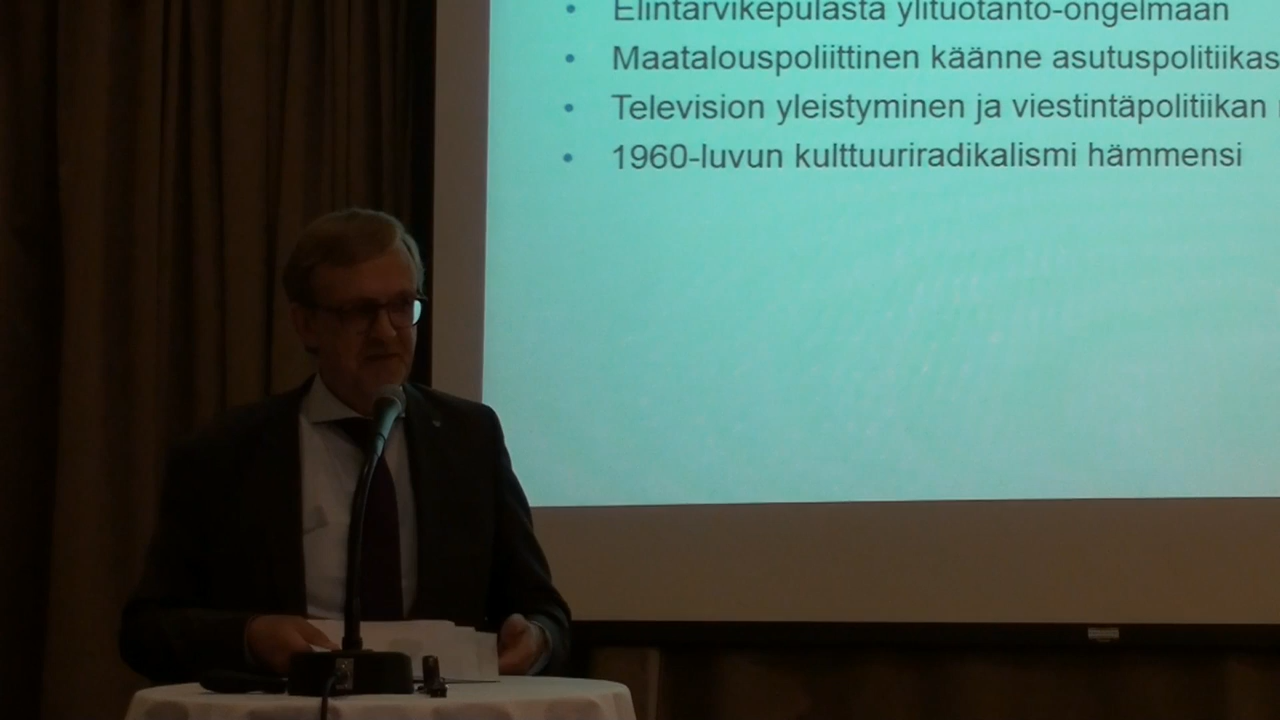 • Elintarvikepulasta ylituotanto-ongelmaan
• Maatalouspoliittinen käänne asutuspolitiikas
• Television yleistyminen ja viestintäpolitiikan
• 1960-luvun kulttuuriradikalismi hämmensi